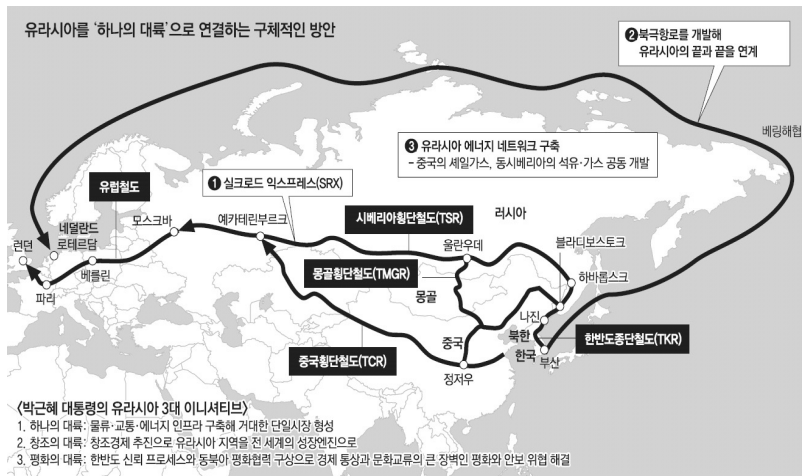 유라시아를 ‘하나의 대륙’으로 연결하는 구체적인 방안
❷북극항로를 개발해
유라시아의 끝과 끝을 연계
베링해협
❸ 유라시아 에너지 네트워크 구축
- 중국의 셰일가스, 동시베리아의 석유·가스 공동 개발
❶ 실크로드 익스프레스(SRX)
유럽철도
네덜란드
로테르담
런던
파리
베를린
모스크바
예카테린부르크
시베리아횡단철도(TSR)
러시아
울란우데
블라디보스토크
하바롭스크
몽골횡단철도(TMGR)
몽골
나진
북한
한국
부산
한반도종단철도(TKR)
중국
중국횡단철도(TCR)
정저우
<박근혜 대통령의 유라시아 3대 이니셔티브>
1. 하나의 대륙: 물류·교통·에너지 인프라 구축해 거대한 단일시장 형성
2. 창조의 대륙: 창조경제 추진으로 유라시아 지역을 전 세계의 성장엔진으로
3. 평화의 대륙: 한반도 신뢰 프로세스와 동북아 평화협력 구상으로 경제 통상과 문화교류의 큰 장벽인 평화와 안보 위협 해결